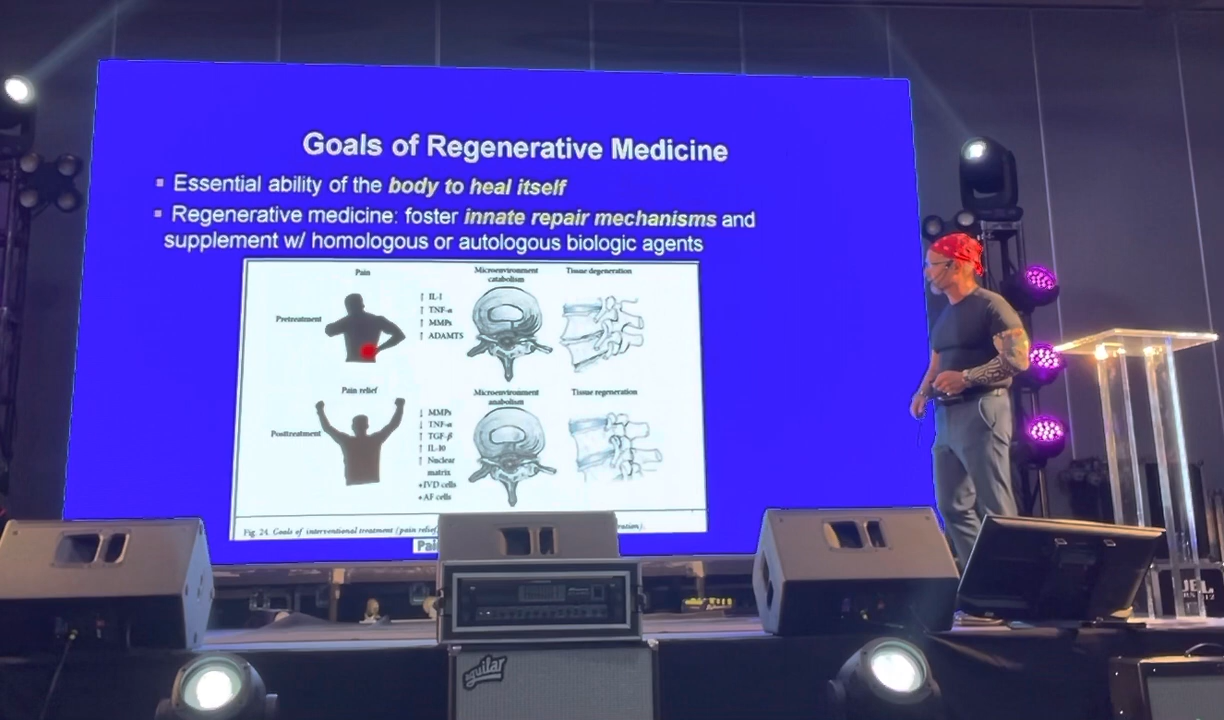 Goals of Regenerative Medicine
▪ Essential ability of the body to heal itself
▪ Regenerative medicine: foster innate repair mechanisms and
supplement w/ homologous or autologous biologic agents
Pain
Microenvironment
catabolism
Tissue degeneration
Pretreatment
↑ IL-1
↑ TNF-α
↑ MMPs
↑ ADAMTS
Pain relief
Microenvironment
anabolism
Tissue regeneration
Posttreatment
↓ MMPs
↓ TNF-α
↑ TGF-β
↑ IL-10
↑ Nuclear
matrix
+IVD cells
+AF cells
Fig. 24. Goals of interventional treatment (pain relief,
Pai
aguilar